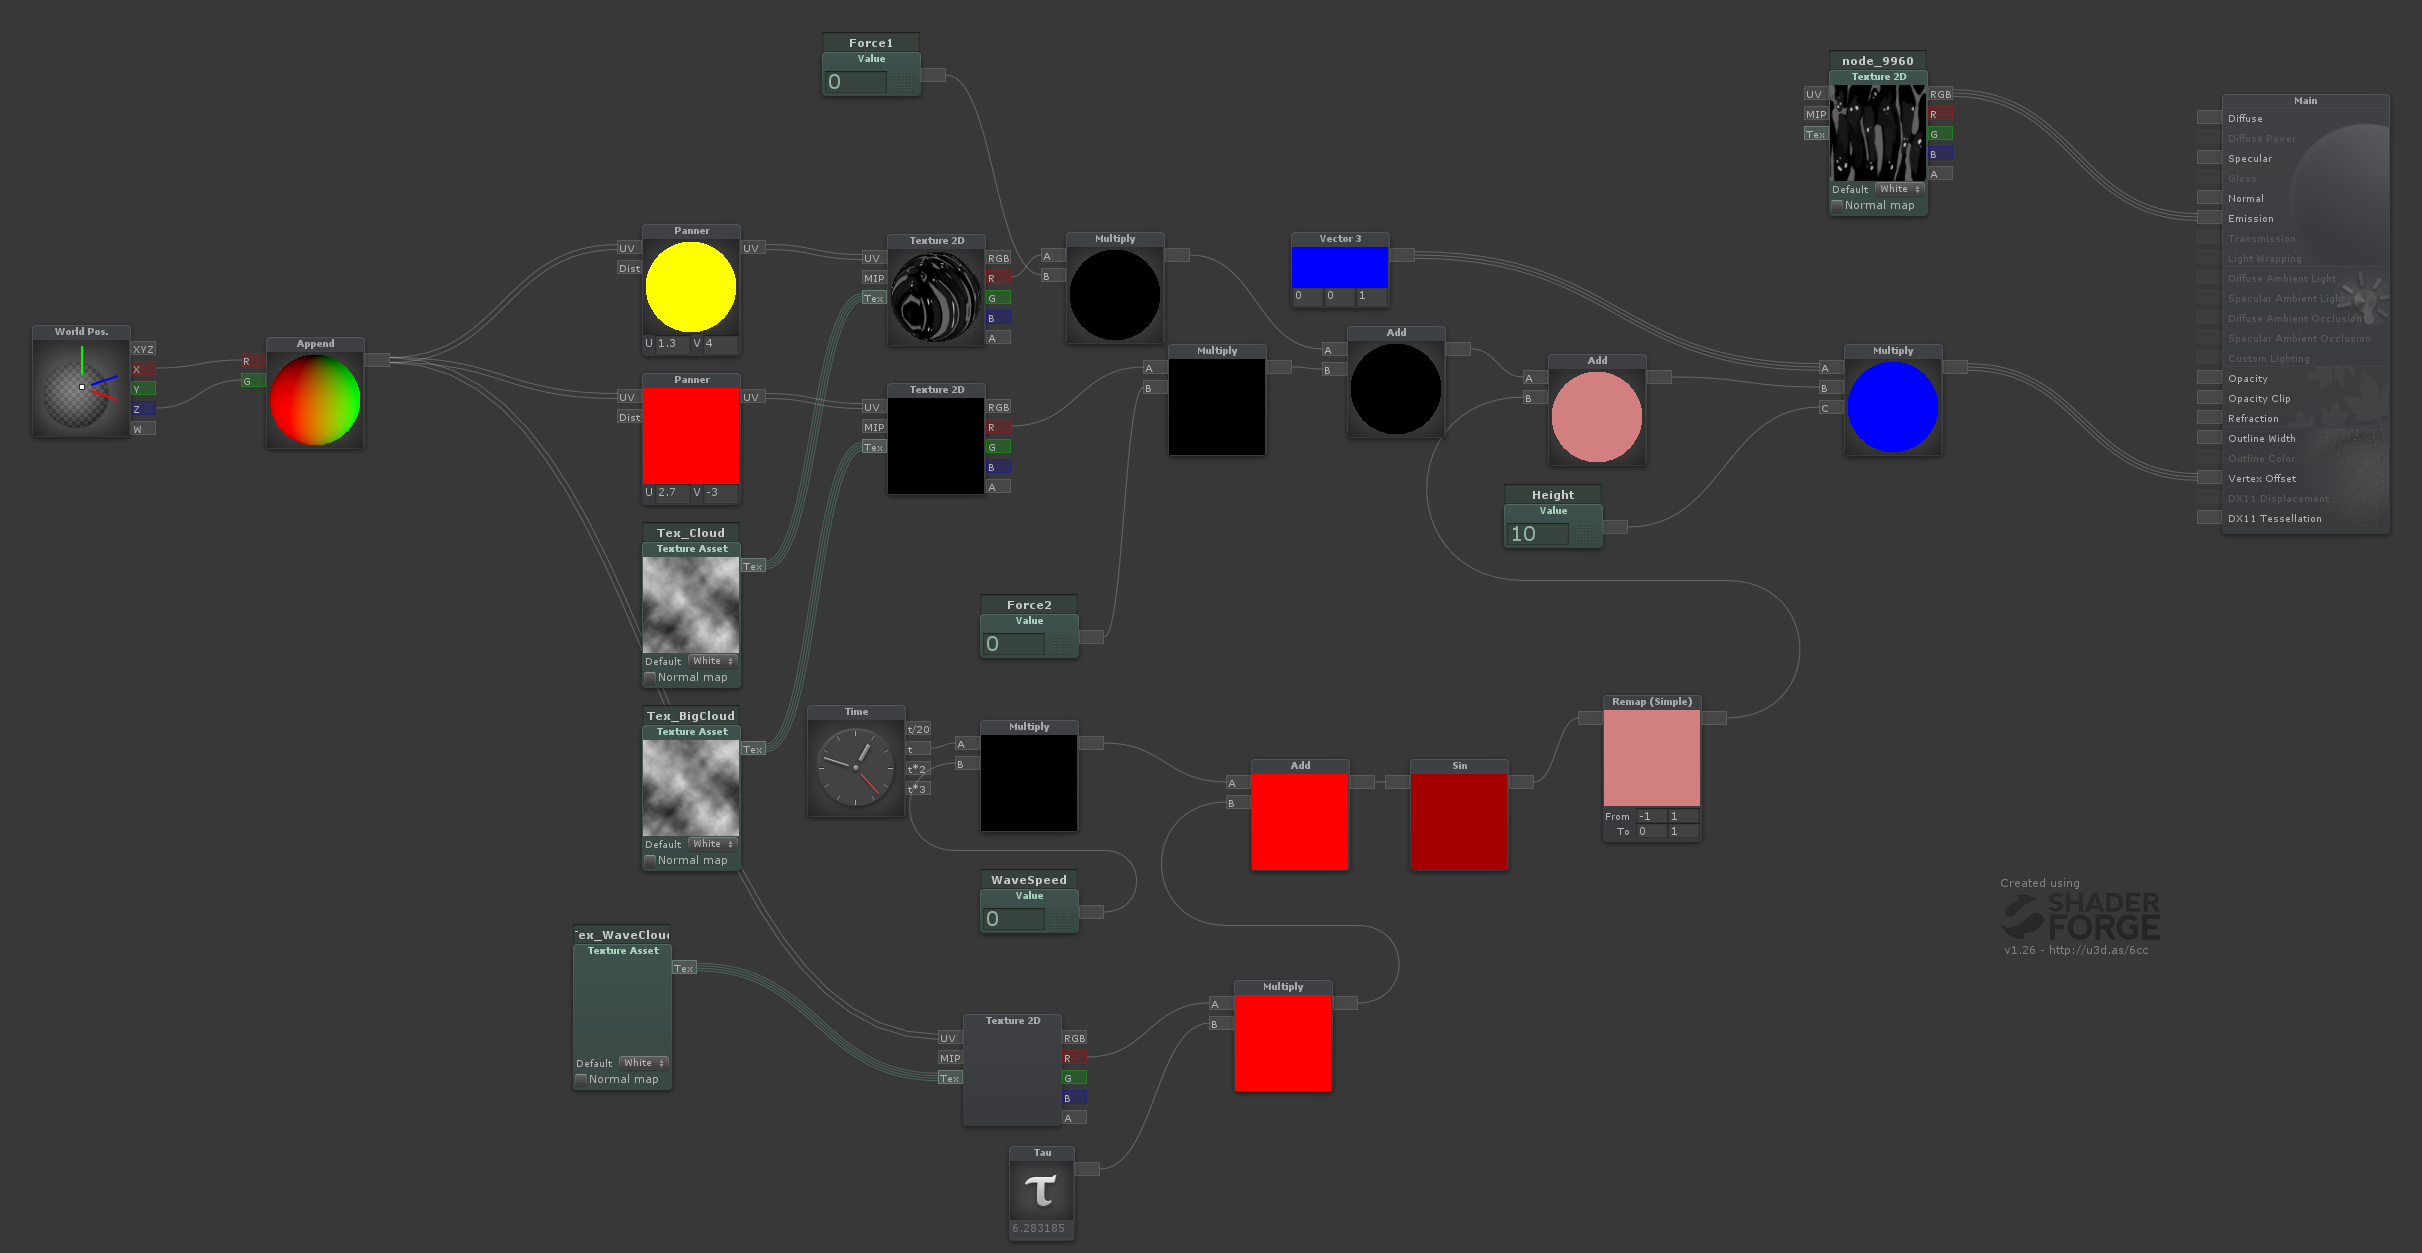 Force1
Value
0
node_9960
Texture 2D
UV
MIP
Tex
RGB
R
G
B
A
Default White
Normal map
Main
Diffuse
Diffuse Power
Specular
Gloss
Normal
Emission
Transmission
Light Wrapping
Diffuse Ambient Light
Specular Ambient Light
Diffuse Ambient Occlusion
Specular Ambient Occlusion
Custom Lighting
Opacity
Opacity Clip
Refraction
Outline Width
Outline Color
Vertex Offset
DX11 Displacement
DX11 Tessellation
World Pos.
XYZ
X
Y
Z
W
Append
R
G
Panner
UV
Dist
UV
U 1.3 V 4
Panner
UV
Dist
UV
U 2.7 V -3
Texture 2D
UV
MIP
Tex
RGB
R
G
B
A
Texture 2D
UV
MIP
Tex
RGB
R
G
B
A
Multiply
A
B
Multiply
A
B
Vector 3
0 0 1
Add
A
B
Add
A
B
Multiply
A
B
C
Height
Value
10
Tex_Cloud
Texture Asset
Tex
Default White
Normal map
Tex_BigCloud
Texture Asset
Tex
Default White
Normal map
Force2
Value
0
Time
t/20
t
t*2
t*3
Multiply
A
B
WaveSpeed
Value
0
Add
A
B
Sin
Remap (Simple)
From -1 1
To 0 1
ex_WaveClou
Texture Asset
Tex
Default White
Normal map
Texture 2D
UV
MIP
Tex
RGB
R
G
B
A
Multiply
A
B
Tau
τ
6.283185
Created using
SHADER
FORGE
v1.26 - http://u3d.as/6cc